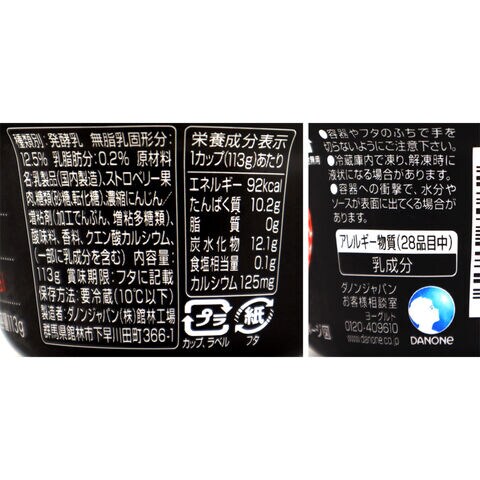 種類別：発酵乳 無脂乳固形分：
12.5% 乳脂肪分：0.2% 原材料
名：乳製品(国内製造)、ストロベリー果
肉、糖類(砂糖、転化糖)、濃縮にんじん/
増粘剤(加工でんぷん、増粘多糖類)、
酸味料、香料、クエン酸カルシウム、
(一部に乳成分を含む) 内容量：
113g 賞味期限：フタに記載
保存方法：要冷蔵(10℃以下)
製造者：ダノンジャパン(株)館林工場
群馬県館林市下早川田町366-1
113g
栄養成分表示
1カップ(113g)あたり
エネルギー 92kcal
たんぱく質 10.2g
脂質 0g
炭水化物 12.1g
食塩相当量 0.1g
カルシウム 125mg
プラ
紙
カップ、ラベル
フタ
●容器やフタのふちで手を
切らないようにご注意下さい。
●冷蔵庫内で凍り、解凍時に
液状になる場合があります。
●容器への衝撃で、水分や
ソースが表面に出てくる場合が
あります。
アレルギー物質(28品目中)
乳成分
ダノンジャパン
お客様相談室
ヨーグルト
0120-409610
www.danone.co.jp
DANONE